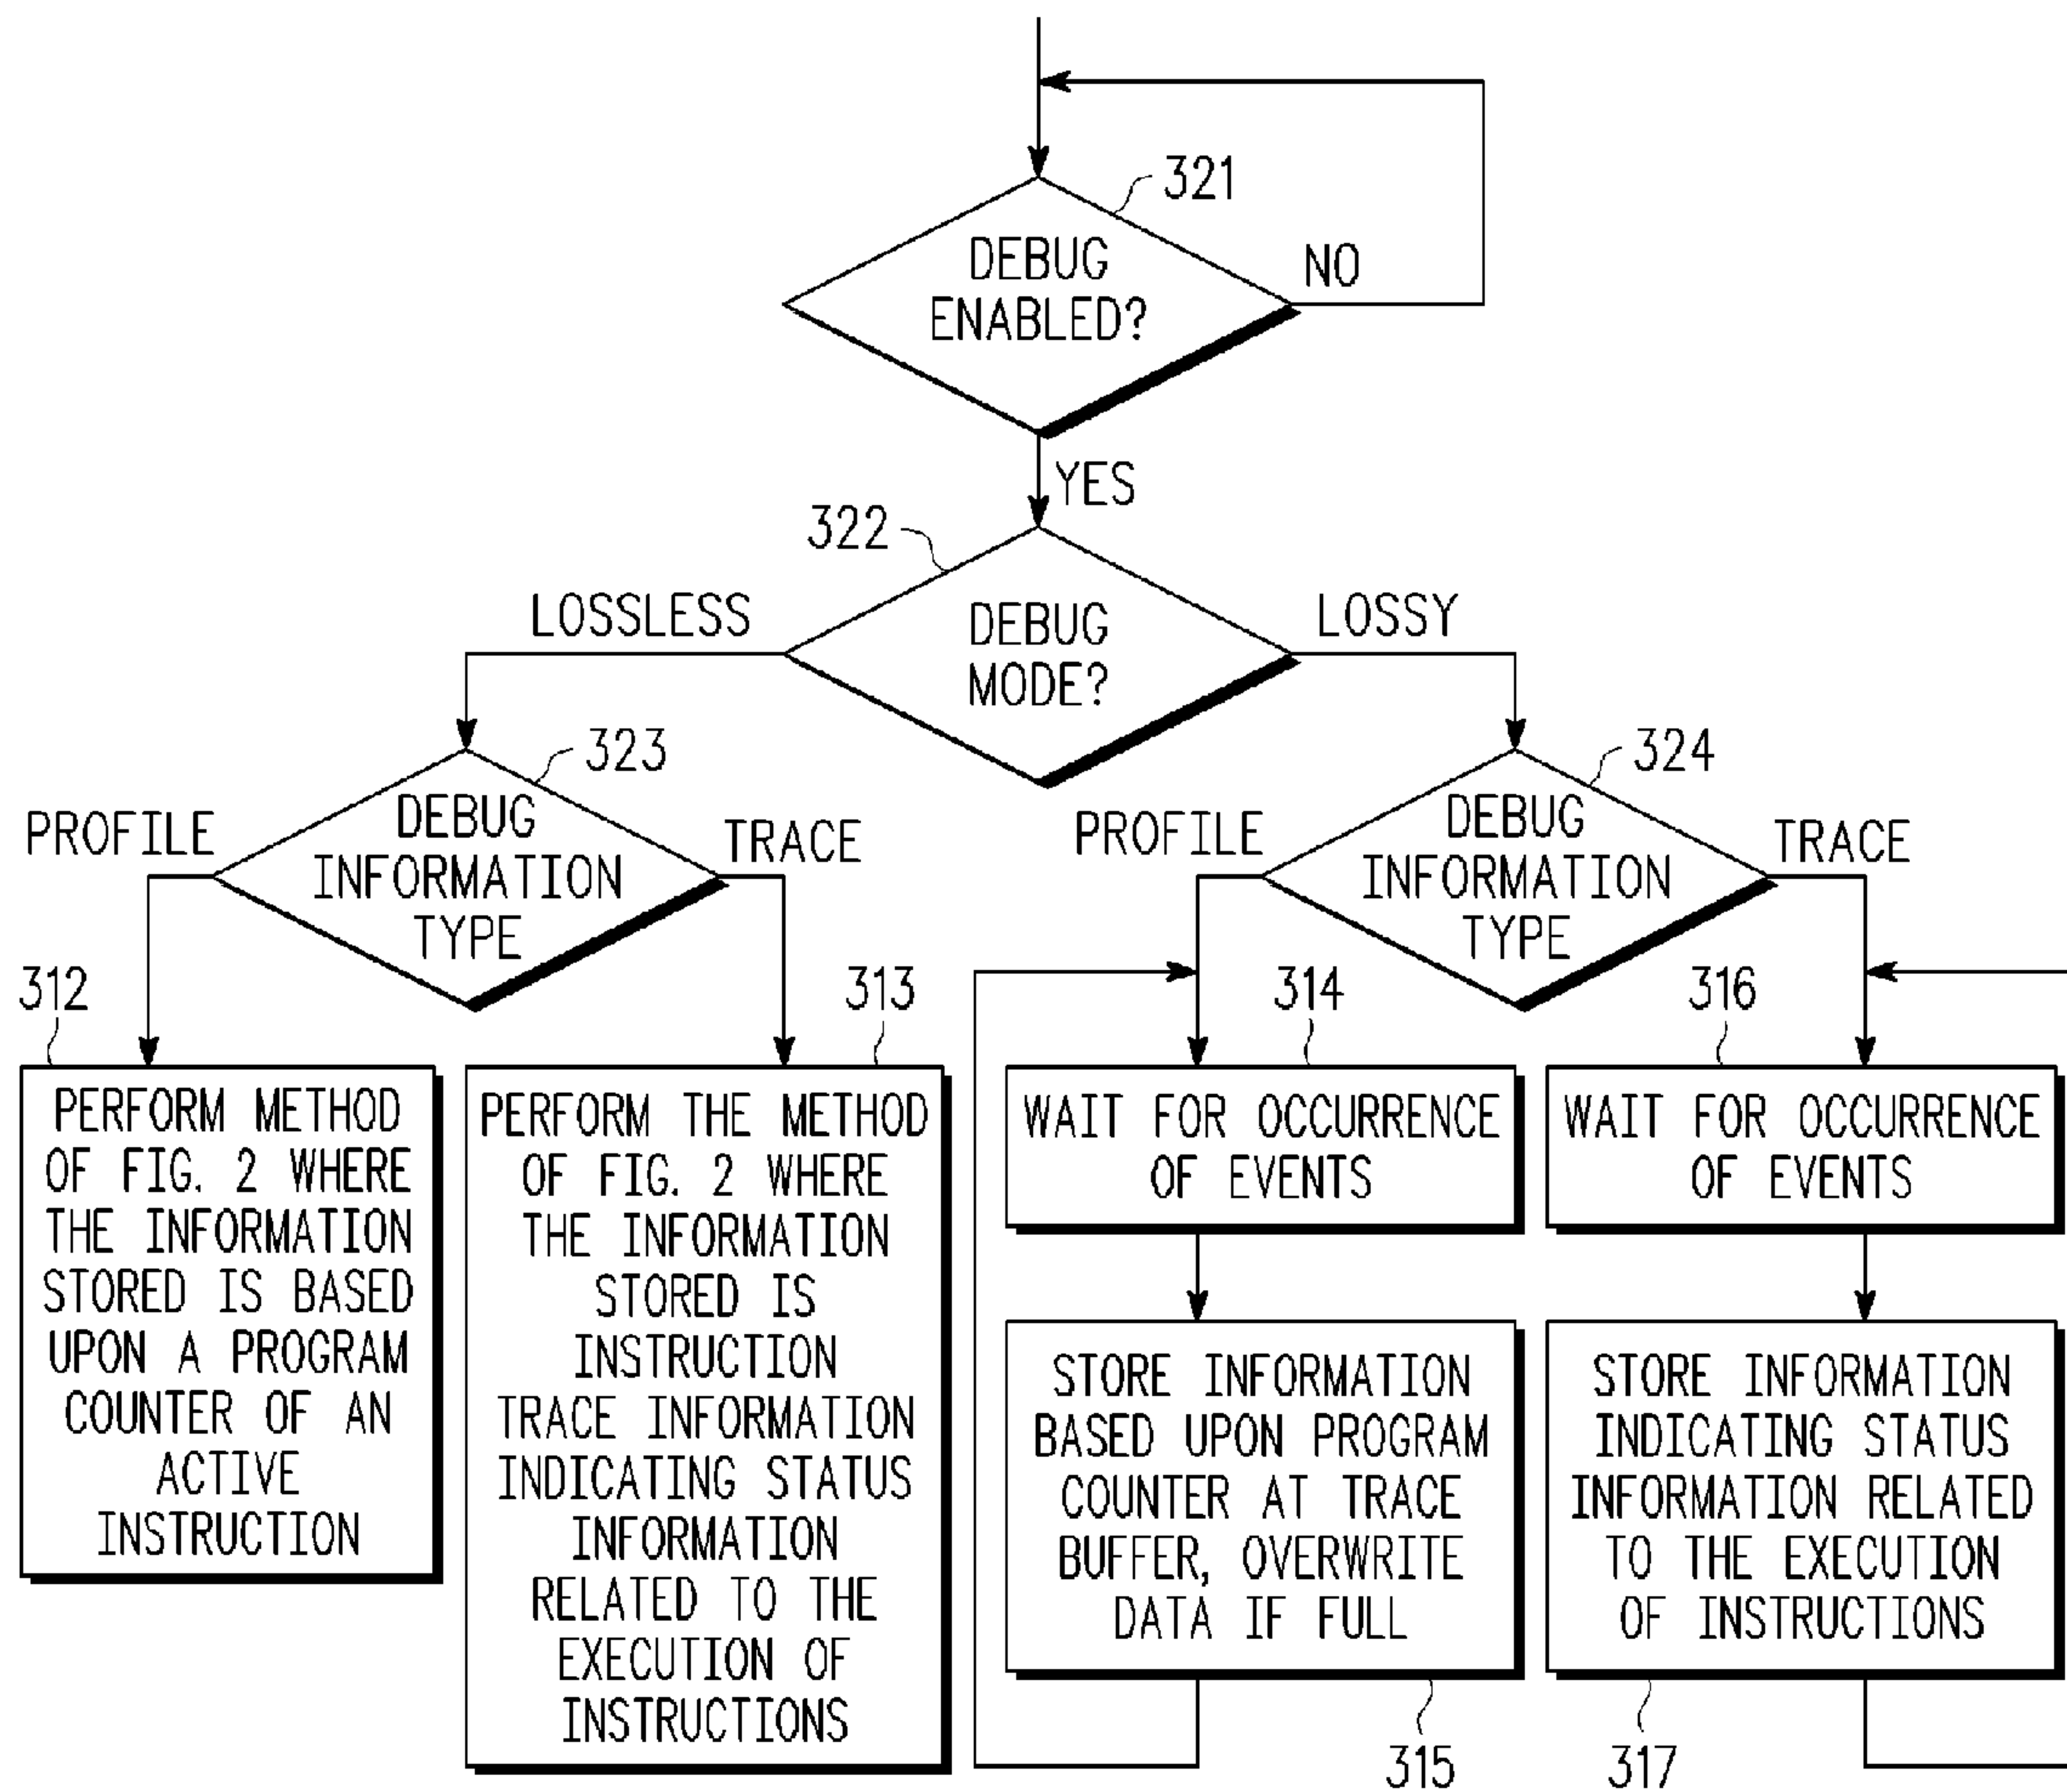 321
DEBUG
ENABLED?
NO
YES
322
LOSSLESS
DEBUG
MODE?
LOSSY
323
PROFILE
DEBUG
INFORMATION
TYPE
TRACE
324
PROFILE
DEBUG
INFORMATION
TYPE
TRACE
312
PERFORM METHOD
OF FIG. 2 WHERE
THE INFORMATION
STORED IS BASED
UPON A PROGRAM
COUNTER OF AN
ACTIVE
INSTRUCTION
313
PERFORM THE METHOD
OF FIG. 2 WHERE
THE INFORMATION
STORED IS
INSTRUCTION
TRACE INFORMATION
INDICATING STATUS
INFORMATION
RELATED TO THE
EXECUTION OF
INSTRUCTIONS
314
WAIT FOR OCCURRENCE
OF EVENTS
STORE INFORMATION
BASED UPON PROGRAM
COUNTER AT TRACE
BUFFER, OVERWRITE
DATA IF FULL
315
316
WAIT FOR OCCURRENCE
OF EVENTS
STORE INFORMATION
INDICATING STATUS
INFORMATION RELATED
TO THE EXECUTION
OF INSTRUCTIONS
317